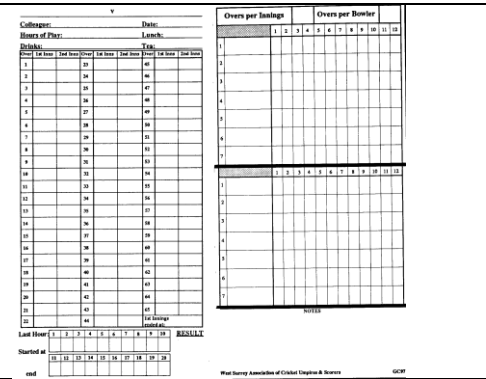 v
Colleague: Date:
Hours of Play: Lunch:
Drinks: Tea:
Over 1st Inns 2nd Inns Over 1st Inns 2nd Inns Over 1st Inns 2nd Inns
1 23 45
2 24 46
3 25 47
4 26 48
5 27 49
6 28 50
7 29 51
8 30 52
9 31 53
10 32 54
11 33 55
12 34 56
13 35 57
14 36 58
15 37 59
16 38 60
17 39 61
18 40 62
19 41 63
20 42 64
21 43 65
22 44 1st Innings
ended at:
Last Hour 1 2 3 4 5 6 7 8 9 10 RESULT
Started at
11 12 13 14 15 16 17 18 19 20
end
Overs per Innings Overs per Bowler
1 2 3 4 5 6 7 8 9 10 11 12
1
2
3
4
5
6
7
1 2 3 4 5 6 7 8 9 10 11 12
1
2
3
4
5
6
7
NOTES
West Surrey Association of Cricket Umpires & Scorers GC97